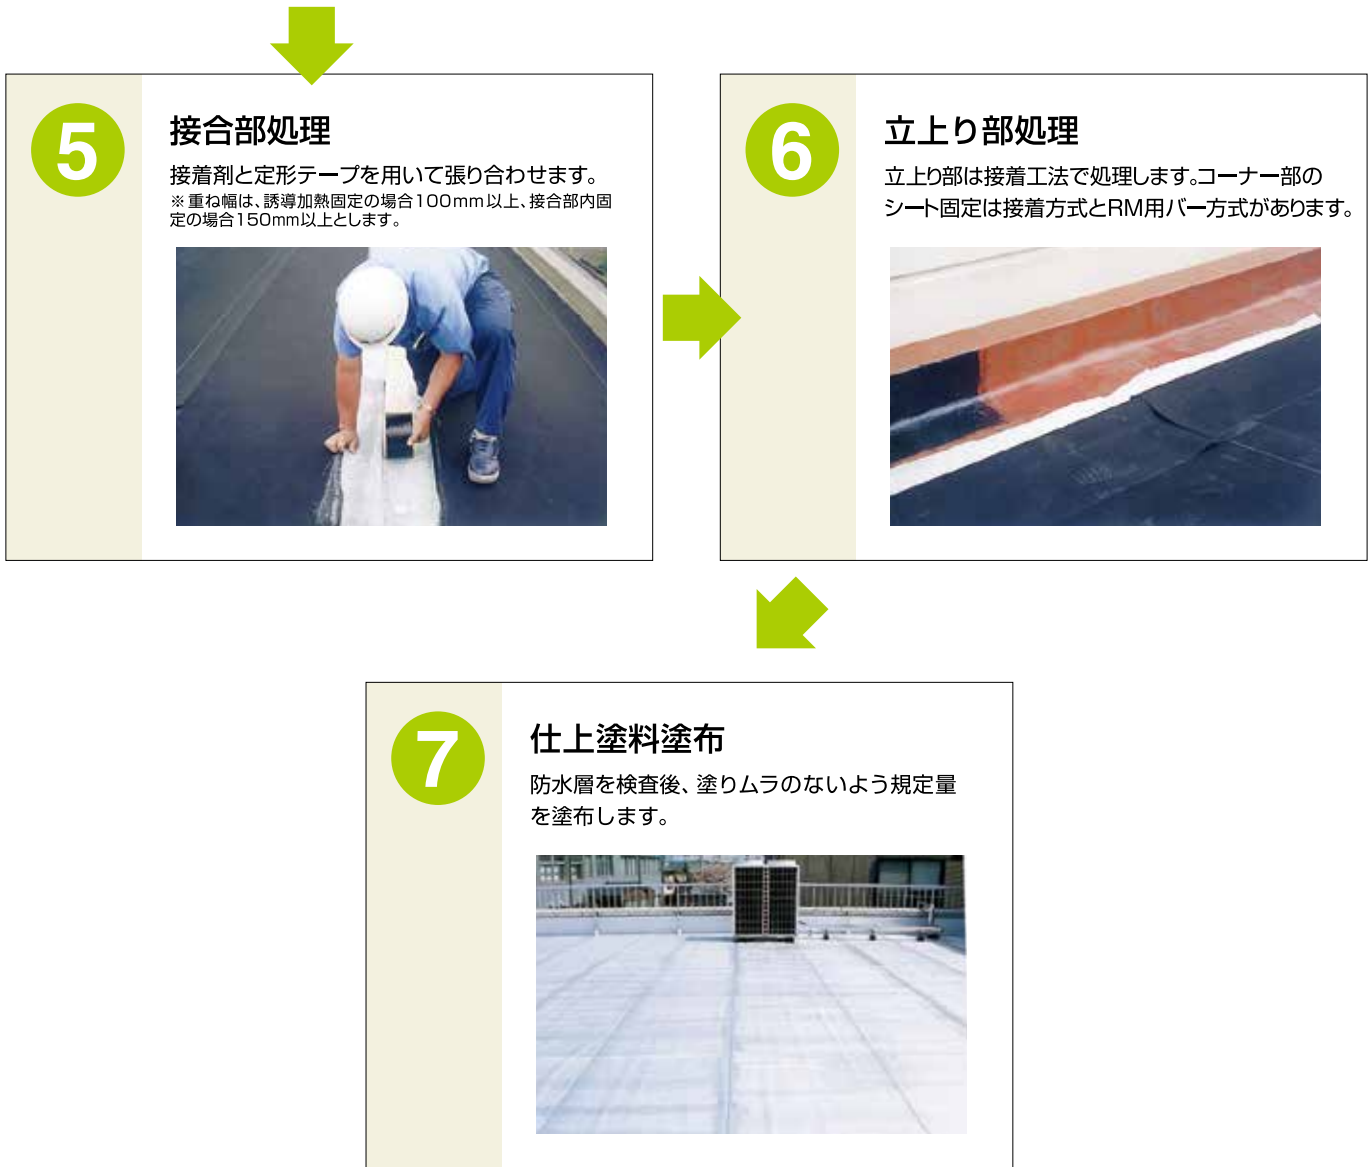 5
接合部処理
接着剤と定形テープを用いて張り合わせます。
※重ね幅は、誘導加熱固定の場合100mm以上、接合部内固
定の場合150mm以上とします。
6
立上り部処理
立上り部は接着工法で処理します。コーナー部の
シート固定は接着方式とRM用バー方式があります。
7
仕上塗料塗布
防水層を検査後、塗りムラのないよう規定量
を塗布します。